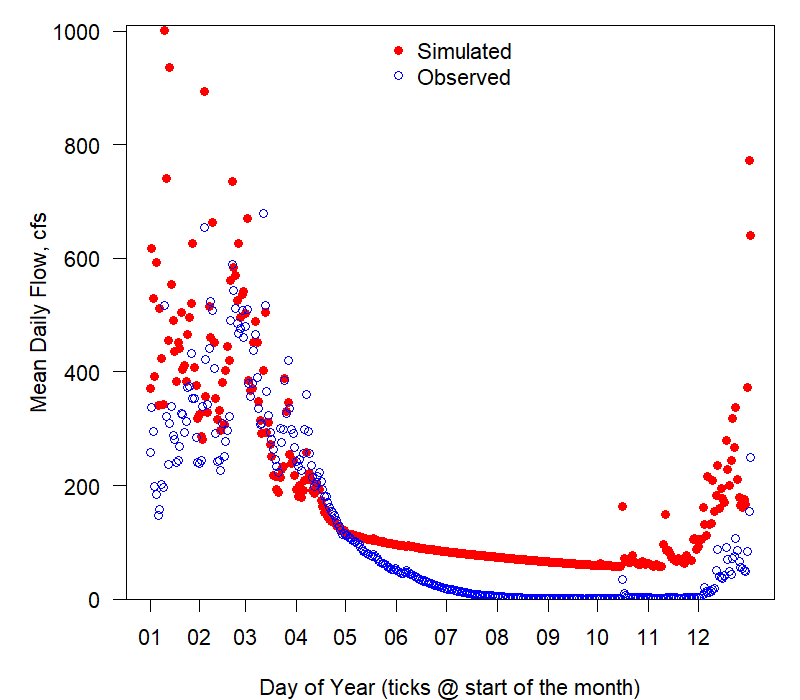 Simulated
Observed
Mean Daily Flow, cfs
1000
800
600
400
200
0
01 02 03 04 05 06 07 08 09 10 11 12
Day of Year (ticks @ start of the month)